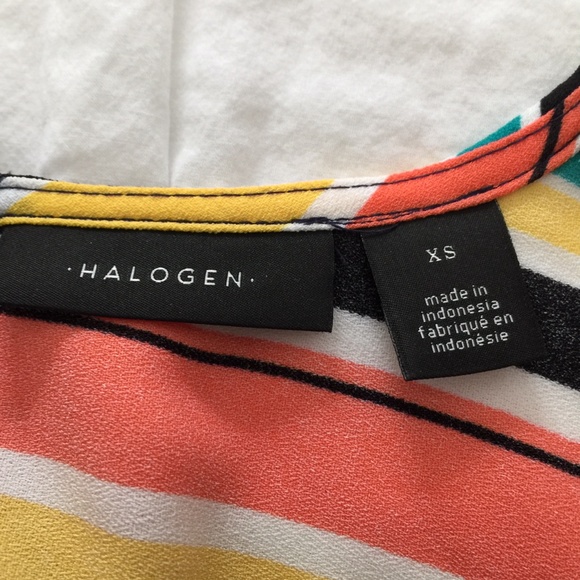 ·HALOGEN·
XS
made in
indonesia
fabriqué en
indonésie